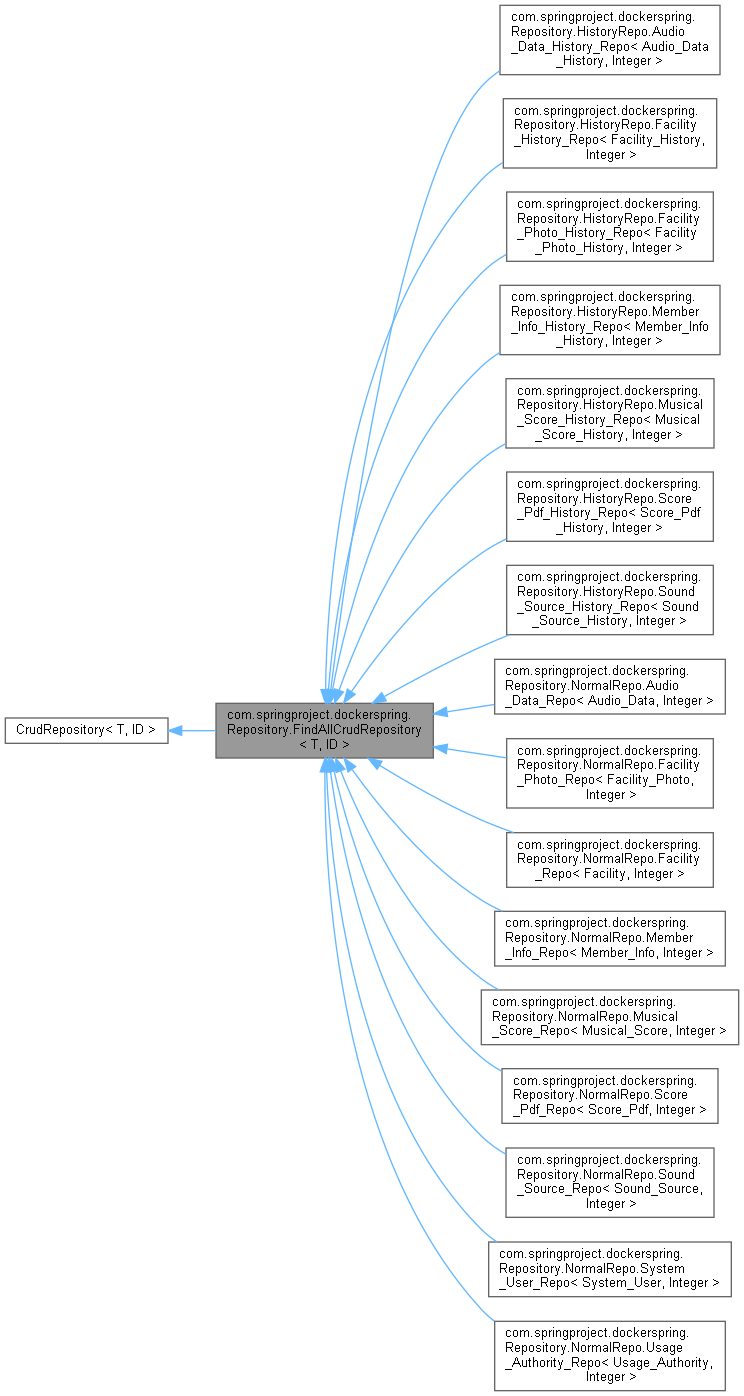 com.springproject.dockerspring.
Repository.HistoryRepo.Audio
_Data_History_Repo< Audio_Data
_History, Integer >
com.springproject.dockerspring.
Repository.HistoryRepo.Facility
_History_Repo< Facility_History,
Integer >
com.springproject.dockerspring.
Repository.HistoryRepo.Facility
_Photo_History_Repo< Facility
_Photo_History, Integer >
com.springproject.dockerspring.
Repository.HistoryRepo.Member
_Info_History_Repo< Member_Info
_History, Integer >
com.springproject.dockerspring.
Repository.HistoryRepo.Musical
_Score_History_Repo< Musical
_Score_History, Integer >
com.springproject.dockerspring.
Repository.HistoryRepo.Score
_Pdf_History_Repo< Score_Pdf
_History, Integer >
com.springproject.dockerspring.
Repository.HistoryRepo.Sound
_Source_History_Repo< Sound
_Source_History, Integer >
com.springproject.dockerspring.
Repository.NormalRepo.Audio
_Data_Repo< Audio_Data, Integer >
CrudRepository< T, ID >
com.springproject.dockerspring.
Repository.FindAllCrudRepository
< T, ID >
com.springproject.dockerspring.
Repository.NormalRepo.Facility
_Photo_Repo< Facility_Photo,
Integer >
com.springproject.dockerspring.
Repository.NormalRepo.Facility
_Repo< Facility, Integer >
com.springproject.dockerspring.
Repository.NormalRepo.Member
_Info_Repo< Member_Info, Integer >
com.springproject.dockerspring.
Repository.NormalRepo.Musical
_Score_Repo< Musical_Score, Integer >
com.springproject.dockerspring.
Repository.NormalRepo.Score
_Pdf_Repo< Score_Pdf, Integer >
com.springproject.dockerspring.
Repository.NormalRepo.Sound
_Source_Repo< Sound_Source,
Integer >
com.springproject.dockerspring.
Repository.NormalRepo.System
_User_Repo< System_User, Integer >
com.springproject.dockerspring.
Repository.NormalRepo.Usage
_Authority_Repo< Usage_Authority,
Integer >